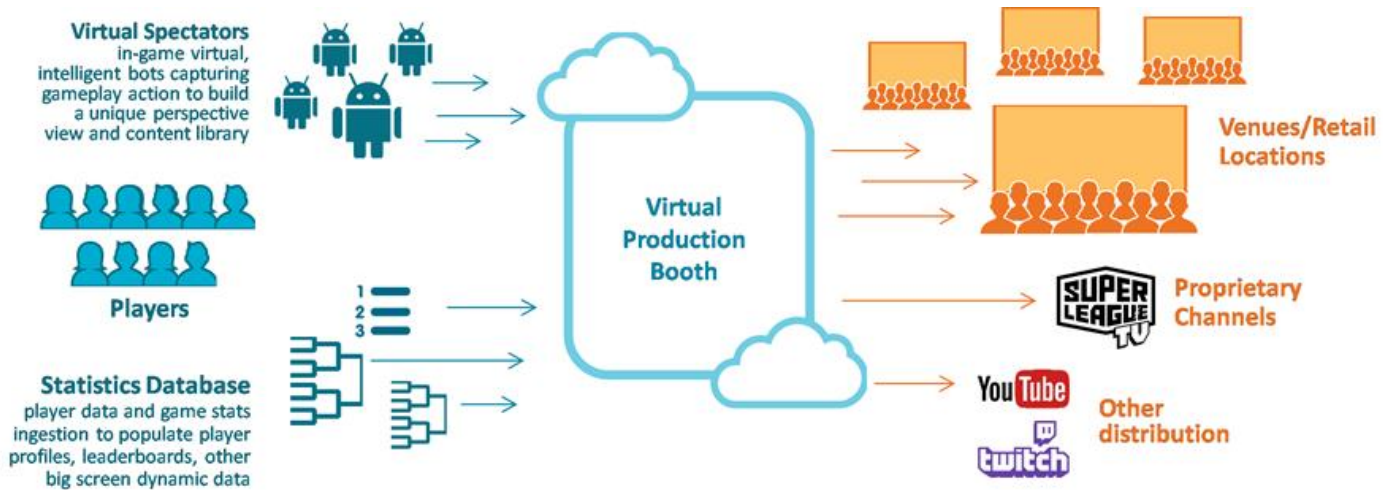 Virtual Spectators
in-game virtual,
intelligent bots capturing
gameplay action to build
a unique perspective
view and content library
Players
1
2
3
Statistics Database
player data and game stats
ingestion to populate player
profiles, leaderboards, other
big screen dynamic data
Virtual
Production
Booth
Venues/Retail
Locations
SUPER
LEAGUE
TV
Proprietary
Channels
YouTube
twitch
Other
distribution